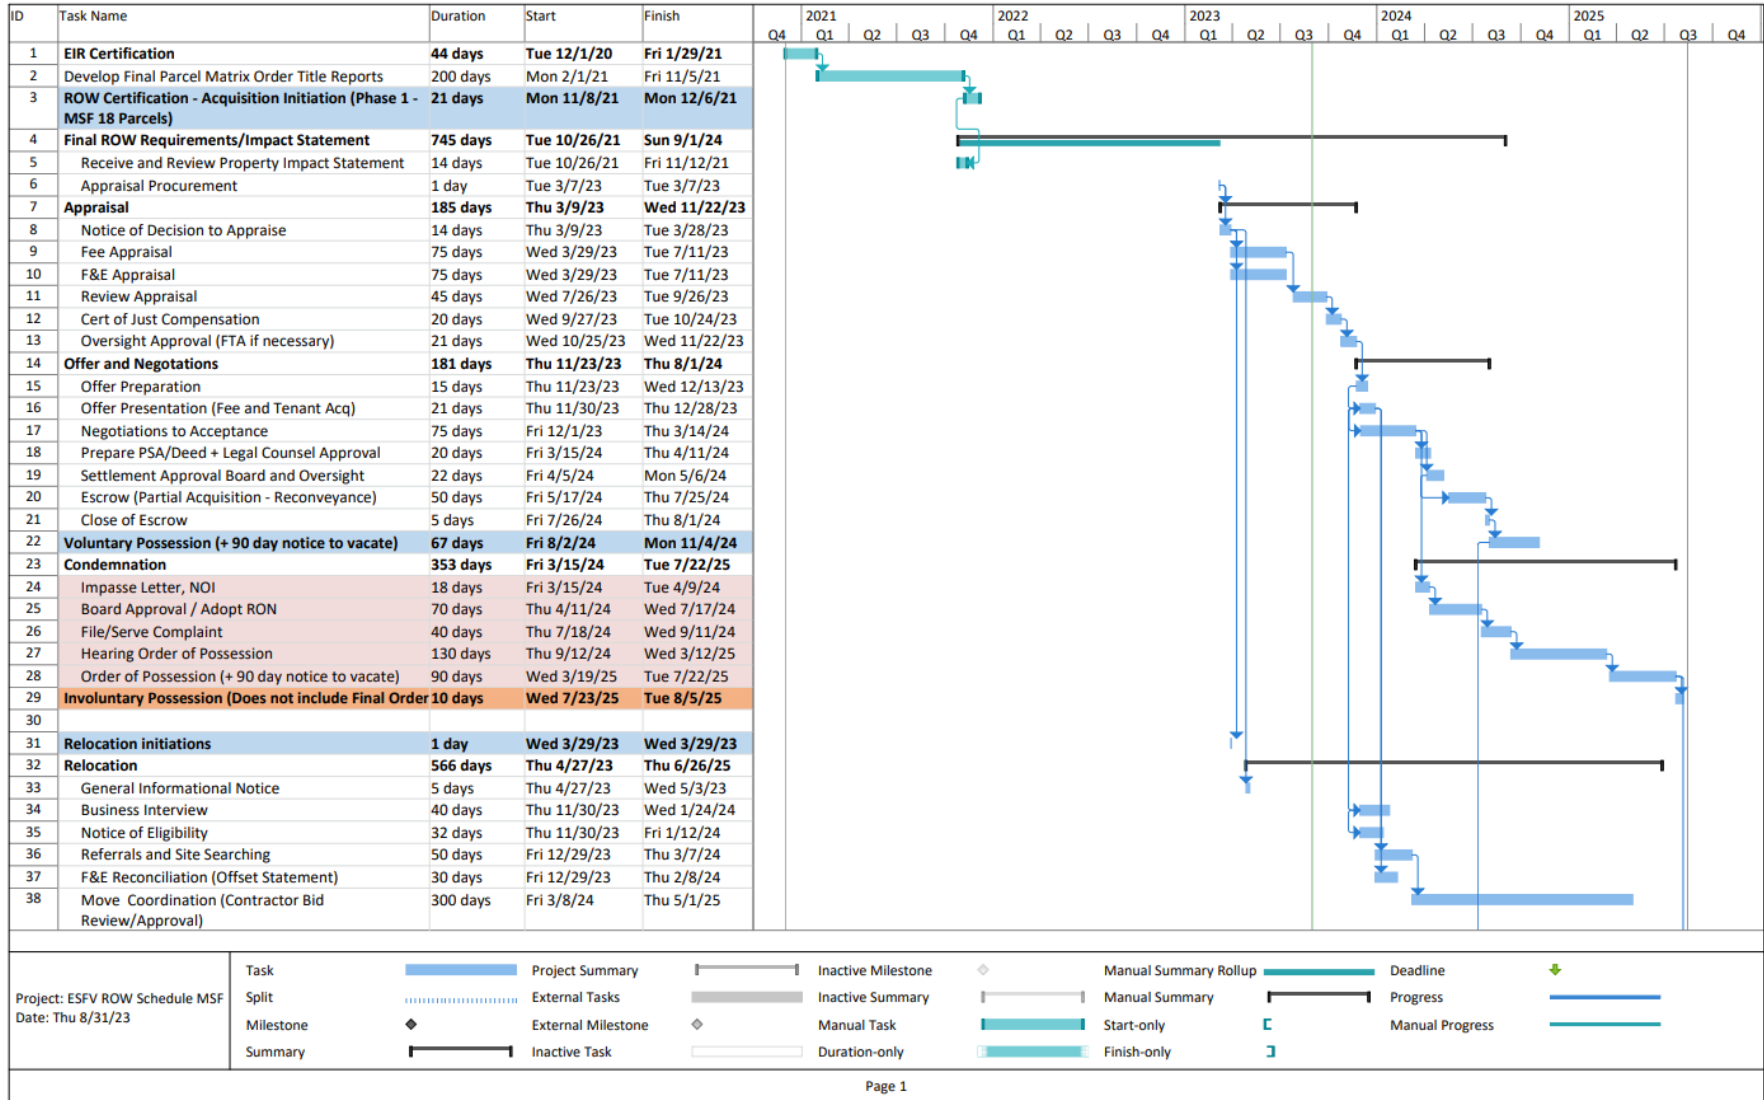 ID Task Name Duration Start Finish
2021 2022 2023 2024 2025
Q4 Q1 Q2 Q3 Q4 Q1 Q2 Q3 Q4 Q1 Q2 Q3 Q4 Q1 Q2 Q3 Q4 Q1 Q2 Q3 Q4
1 EIR Certification 44 days Tue 12/1/20 Fri 1/29/21
2 Develop Final Parcel Matrix Order Title Reports 200 days Mon 2/1/21 Fri 11/5/21
3 ROW Certification - Acquisition Initiation (Phase 1 - 21 days Mon 11/8/21 Mon 12/6/21
MSF 18 Parcels)
4 Final ROW Requirements/Impact Statement 745 days Tue 10/26/21 Sun 9/1/24
5 Receive and Review Property Impact Statement 14 days Tue 10/26/21 Fri 11/12/21
6 Appraisal Procurement 1 day Tue 3/7/23 Tue 3/7/23
7 Appraisal 185 days Thu 3/9/23 Wed 11/22/23
8 Notice of Decision to Appraise 14 days Thu 3/9/23 Tue 3/28/23
9 Fee Appraisal 75 days Wed 3/29/23 Tue 7/11/23
10 F&E Appraisal 75 days Wed 3/29/23 Tue 7/11/23
11 Review Appraisal 45 days Wed 7/26/23 Tue 9/26/23
12 Cert of Just Compensation 20 days Wed 9/27/23 Tue 10/24/23
13 Oversight Approval (FTA if necessary) 21 days Wed 10/25/23 Wed 11/22/23
14 Offer and Negotations 181 days Thu 11/23/23 Thu 8/1/24
15 Offer Preparation 15 days Thu 11/23/23 Wed 12/13/23
16 Offer Presentation (Fee and Tenant Acq) 21 days Thu 11/30/23 Thu 12/28/23
17 Negotiations to Acceptance 75 days Fri 12/1/23 Thu 3/14/24
18 Prepare PSA/Deed + Legal Counsel Approval 20 days Fri 3/15/24 Thu 4/11/24
19 Settlement Approval Board and Oversight 22 days Fri 4/5/24 Mon 5/6/24
20 Escrow (Partial Acquisition - Reconveyance) 50 days Fri 5/17/24 Thu 7/25/24
21 Close of Escrow 5 days Fri 7/26/24 Thu 8/1/24
22 Voluntary Possession (+ 90 day notice to vacate) 67 days Fri 8/2/24 Mon 11/4/24
23 Condemnation 353 days Fri 3/15/24 Tue 7/22/25
24 Impasse Letter, NOI 18 days Fri 3/15/24 Tue 4/9/24
25 Board Approval / Adopt RON 70 days Thu 4/11/24 Wed 7/17/24
26 File/Serve Complaint 40 days Thu 7/18/24 Wed 9/11/24
27 Hearing Order of Possession 130 days Thu 9/12/24 Wed 3/12/25
28 Order of Possession (+ 90 day notice to vacate) 90 days Wed 3/19/25 Tue 7/22/25
29 Involuntary Possession (Does not include Final Order 10 days Wed 7/23/25 Tue 8/5/25
30
31 Relocation initiations 1 day Wed 3/29/23 Wed 3/29/23
32 Relocation 566 days Thu 4/27/23 Thu 6/26/25
33 General Informational Notice 5 days Thu 4/27/23 Wed 5/3/23
34 Business Interview 40 days Thu 11/30/23 Wed 1/24/24
35 Notice of Eligibility 32 days Thu 11/30/23 Fri 1/12/24
36 Referrals and Site Searching 50 days Fri 12/29/23 Thu 3/7/24
37 F&E Reconciliation (Offset Statement) 30 days Fri 12/29/23 Thu 2/8/24
38 Move Coordination (Contractor Bid 300 days Fri 3/8/24 Thu 5/1/25
Review/Approval)
Project: ESFV ROW Schedule MSF
Date: Thu 8/31/23
Task Project Summary Inactive Milestone Manual Summary Rollup Deadline
Split External Tasks Inactive Summary Manual Summary Progress
Milestone External Milestone Manual Task Start-only Manual Progress
Summary Inactive Task Duration-only Finish-only
Page 1